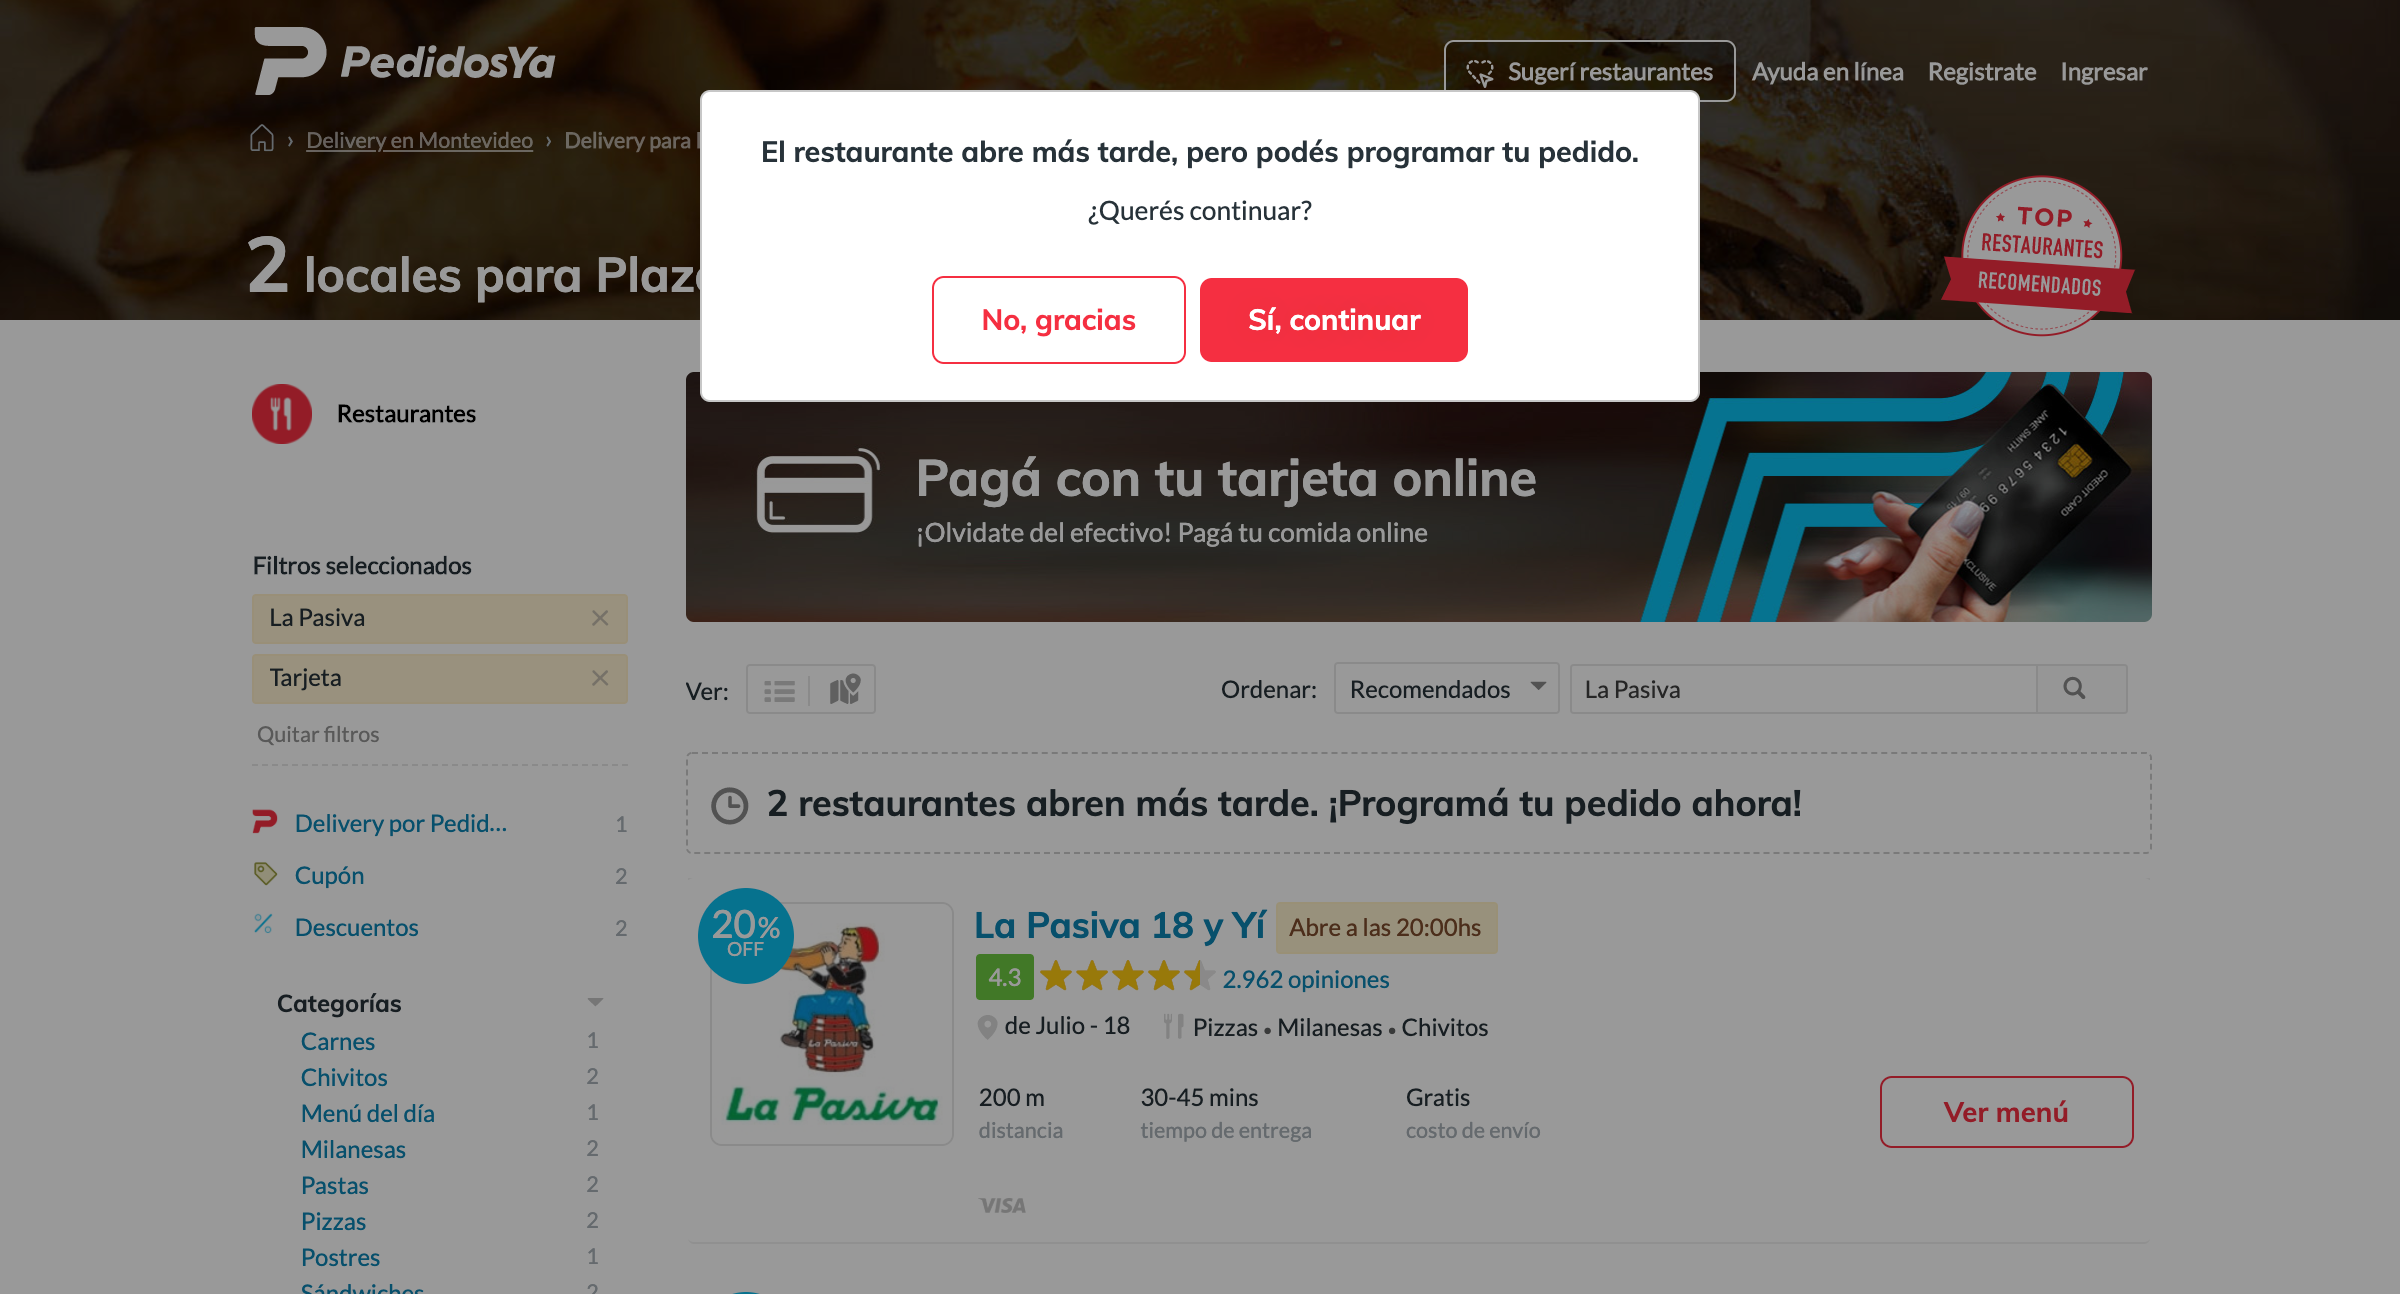 PedidosYa
Sugerí restaurantes
Ayuda en línea
Registrate
Ingresar
› Delivery en Montevideo › Delivery para
El restaurante abre más tarde, pero podés programar tu pedido.
¿Querés continuar?
No, gracias
Sí, continuar
2 locales para
TOP
RESTAURANTES
RECOMENDADOS
Restaurantes
Pagá con tu tarjeta online
¡Olvidate del efectivo! Pagá tu comida online
JANE SMITH
CREDIT CARD
Filtros seleccionados
La Pasiva
Tarjeta
Quitar filtros
Ver:
Ordenar:
Recomendados
La Pasiva
2 restaurantes abren más tarde. ¡Programá tu pedido ahora!
Delivery por Pedid... 1
Cupón 2
Descuentos 2
Categorías
Carnes 1
Chivitos 2
Menú del día 1
Milanesas 2
Pastas 2
Pizzas 2
Postres 1
Sándwiches 2
20%
OFF
La Pasiva
La Pasiva
La Pasiva 18 y Yí
Abre a las 20:00hs
4.3
2.962 opiniones
de Julio - 18
Pizzas • Milanesas • Chivitos
200 m
distancia
30-45 mins
tiempo de entrega
Gratis
costo de envío
Ver menú
VISA